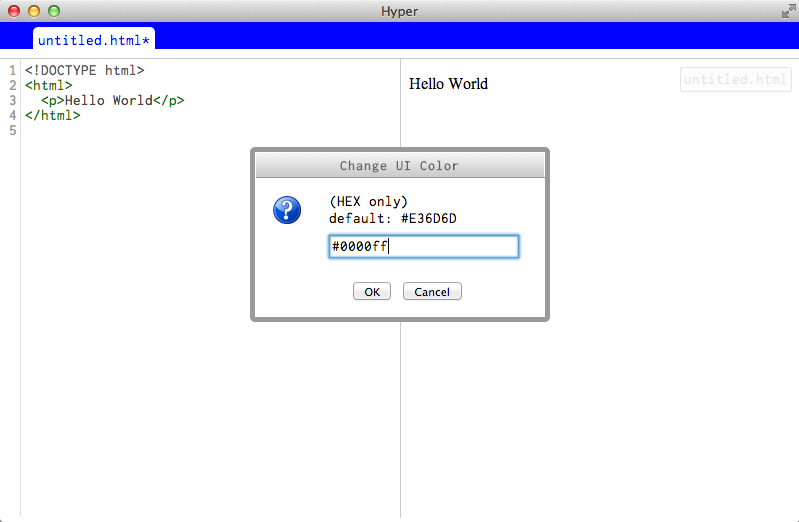 Hyper
untitled.html*
1 <!DOCTYPE html>
2 <html>
3   <p>Hello World</p>
4 </html>
5
Hello World
untitled.html
Change UI Color
(HEX only)
default: #E36D6D
#0000ff
OK Cancel